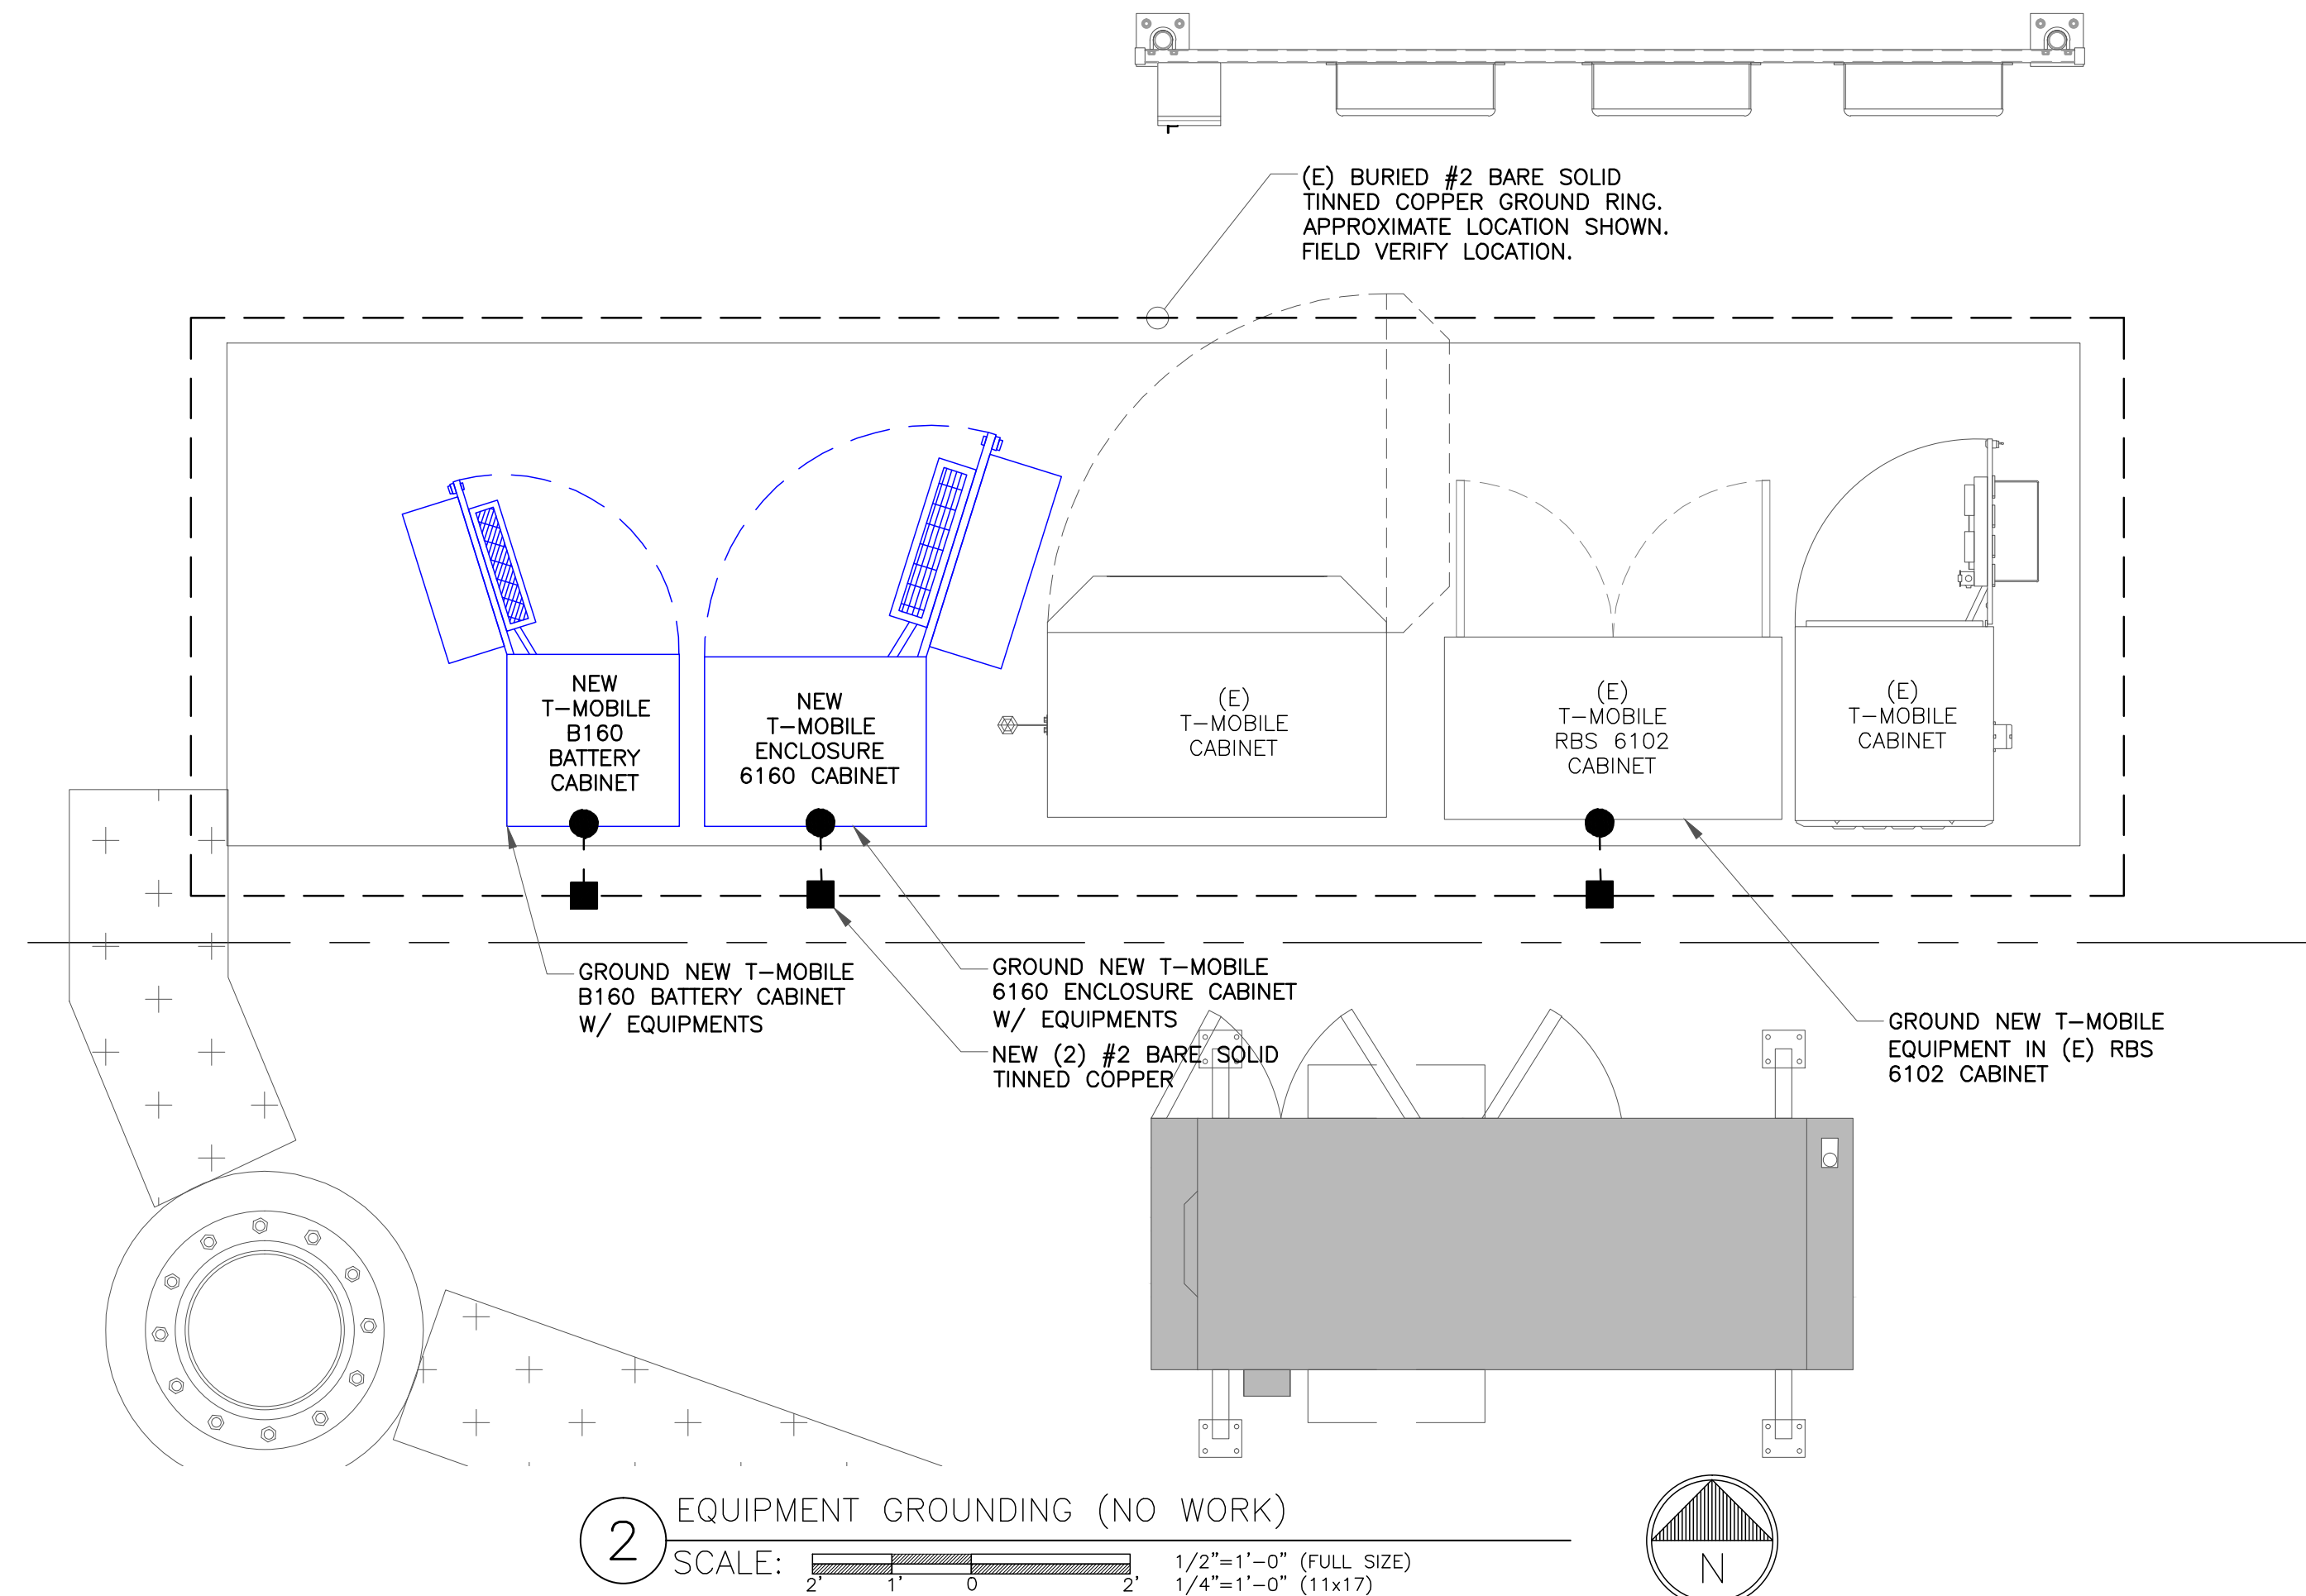 (E) BURIED #2 BARE SOLID
TINNED COPPER GROUND RING.
APPROXIMATE LOCATION SHOWN.
FIELD VERIFY LOCATION.
NEW
T-MOBILE
B160
BATTERY
CABINET
NEW
T-MOBILE
ENCLOSURE
6160 CABINET
(E)
T-MOBILE
CABINET
(E)
T-MOBILE
RBS 6102
CABINET
(E)
T-MOBILE
CABINET
GROUND NEW T-MOBILE
B160 BATTERY CABINET
W/ EQUIPMENTS
GROUND NEW T-MOBILE
6160 ENCLOSURE CABINET
W/ EQUIPMENTS
NEW (2) #2 BARE SOLID
TINNED COPPER
GROUND NEW T-MOBILE
EQUIPMENT IN (E) RBS
6102 CABINET
2
EQUIPMENT GROUNDING (NO WORK)
SCALE:
2' 1' 0 2'
1/2"=1'-0" (FULL SIZE)
1/4"=1'-0" (11x17)
N